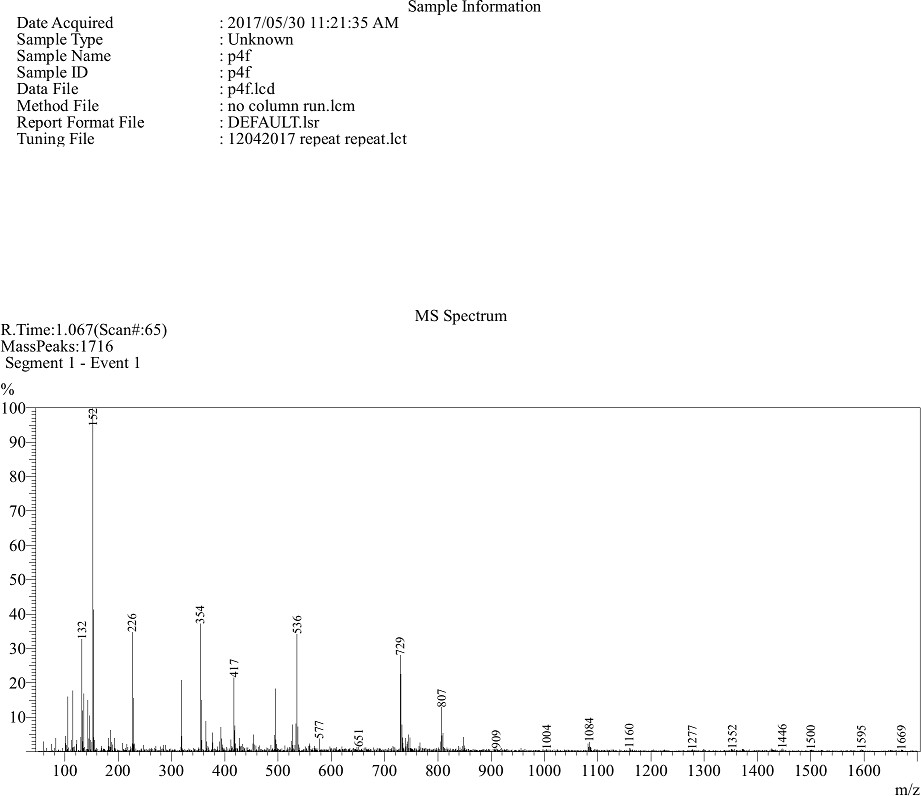 Sample Information
Date Acquired : 2017/05/30 11:21:35 AM
Sample Type : Unknown
Sample Name : p4f
Sample ID : p4f
Data File : p4f.lcd
Method File : no column run.lcm
Report Format File : DEFAULT.lsr
Tuning File : 12042017 repeat repeat.lct
MS Spectrum
R.Time:1.067(Scan#:65)
MassPeaks:1716
Segment 1 - Event 1
%
100
90
80
70
60
50
40
30
20
10
132
152
226
354
417
536
577
651
729
807
909
1004
1084
1160
1277
1352
1446
1500
1595
1669
100 200 300 400 500 600 700 800 900 1000 1100 1200 1300 1400 1500 1600
m/z